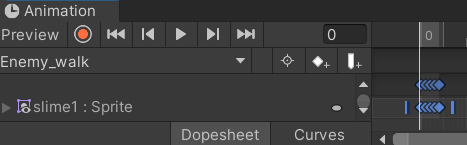 Animation
Preview 0 0
Enemy_walk
slime1 : Sprite
Dopesheet Curves